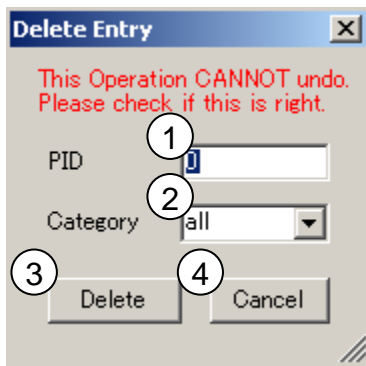 Delete Entry
This Operation CANNOT undo.
Please check if this is right.
1
PID
0
2
Category
all
3
4
Delete
Cancel